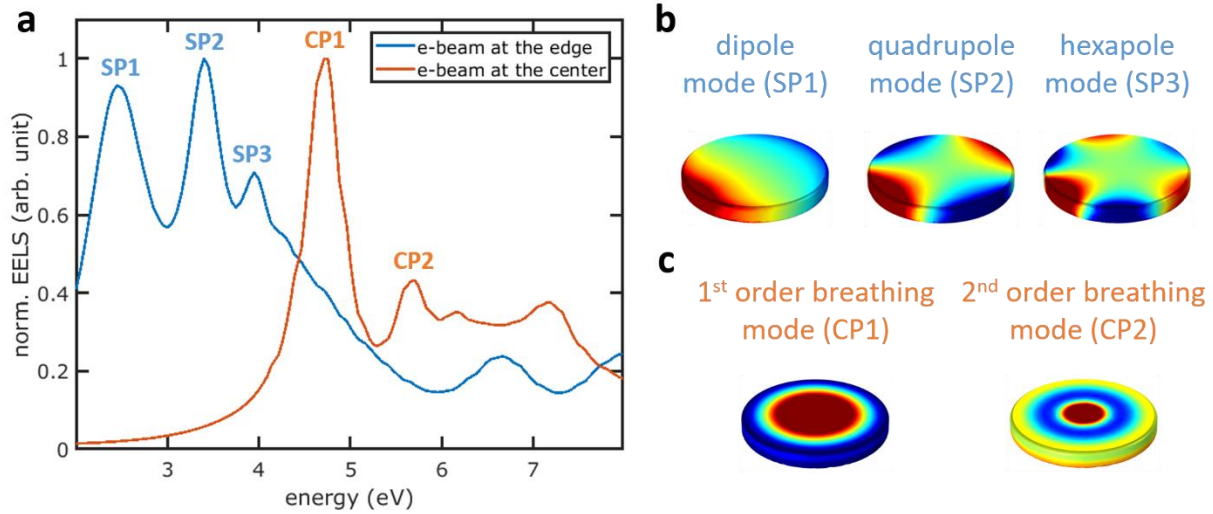 a
SP1
SP2
SP3
CP1
CP2
e-beam at the edge
e-beam at the center
norm. EELS (arb. unit)
1
0.8
0.6
0.4
0.2
0
3 4 5 6 7
energy (eV)
b
dipole
mode (SP1)
quadrupole
mode (SP2)
hexapole
mode (SP3)
c
1st order breathing
mode (CP1)
2nd order breathing
mode (CP2)